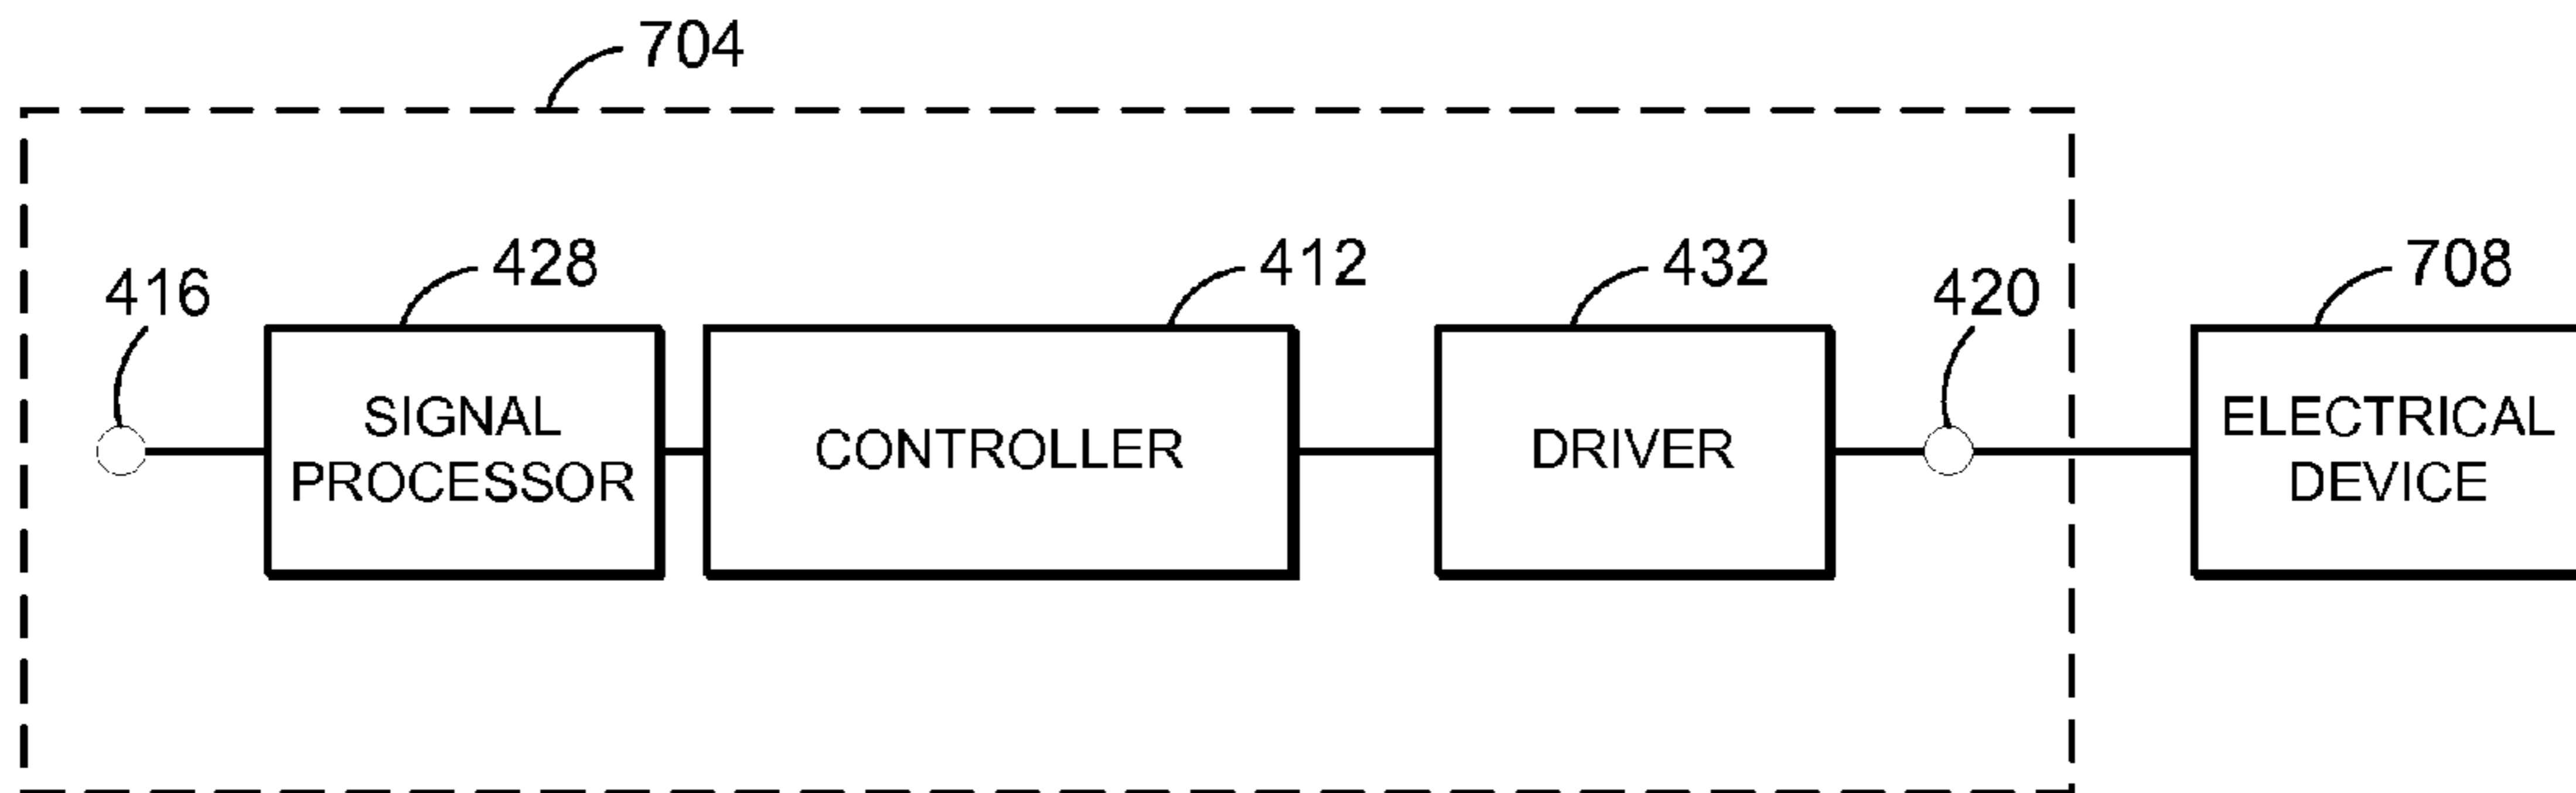 704
416
428
412
432
420
708
SIGNAL
PROCESSOR
CONTROLLER
DRIVER
ELECTRICAL
DEVICE